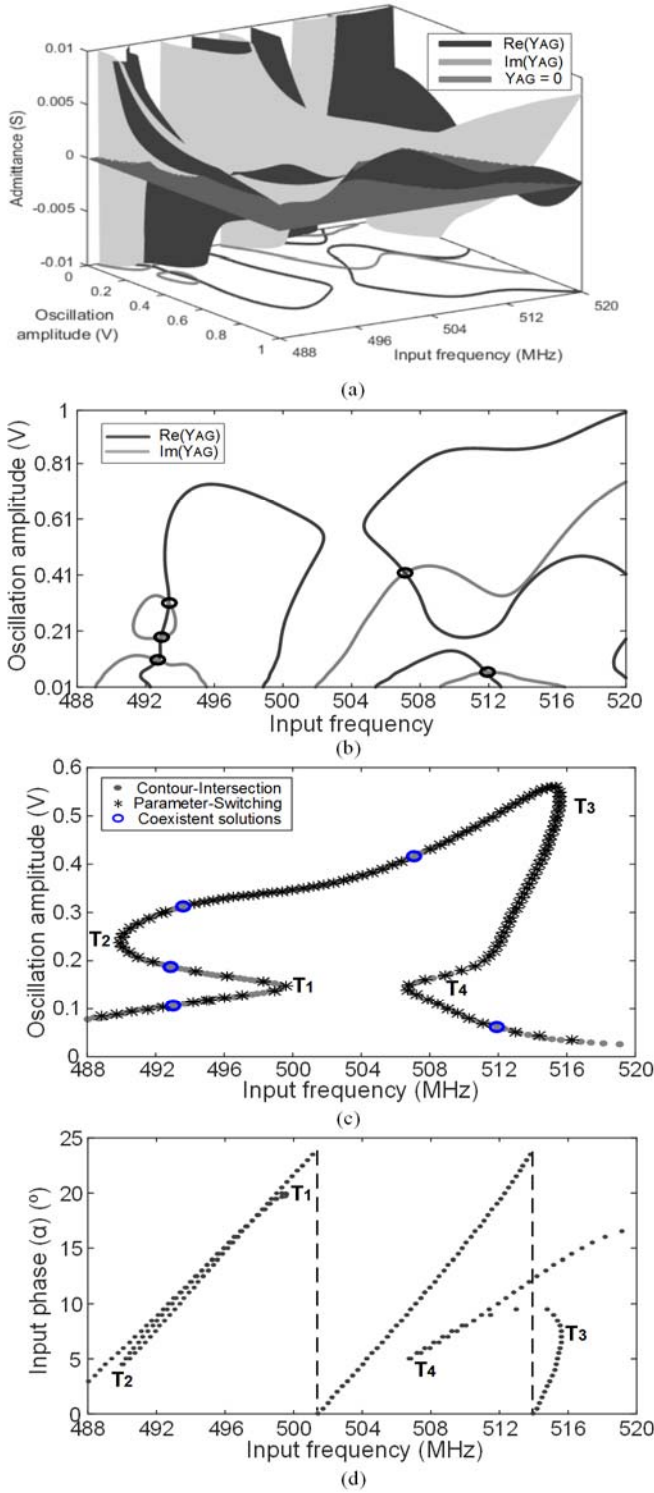 0.01
0.005
0
-0.005
-0.01
Admittance (S)
Re(YAG)
Im(YAG)
YAG = 0
0
0.2
0.4
0.6
0.8
1
Oscillation
amplitude (V)
488
496
504
512
520
Input frequency (MHz)
(a)
1
0.81
0.61
0.41
0.21
0.01
Oscillation amplitude (V)
Re(YAG)
Im(YAG)
488 492 496 500 504 508 512 516 520
Input frequency
(b)
0.6
0.5
0.4
0.3
0.2
0.1
0
Oscillation amplitude (V)
Contour-Intersection
Parameter-Switching
Coexistent solutions
T3
T2
T1
T4
488 492 496 500 504 508 512 516 520
Input frequency (MHz)
(c)
25
20
15
10
5
0
Input phase (α) (º)
T1
T3
T2
T4
488 492 496 500 504 508 512 516 520
Input frequency (MHz)
(d)